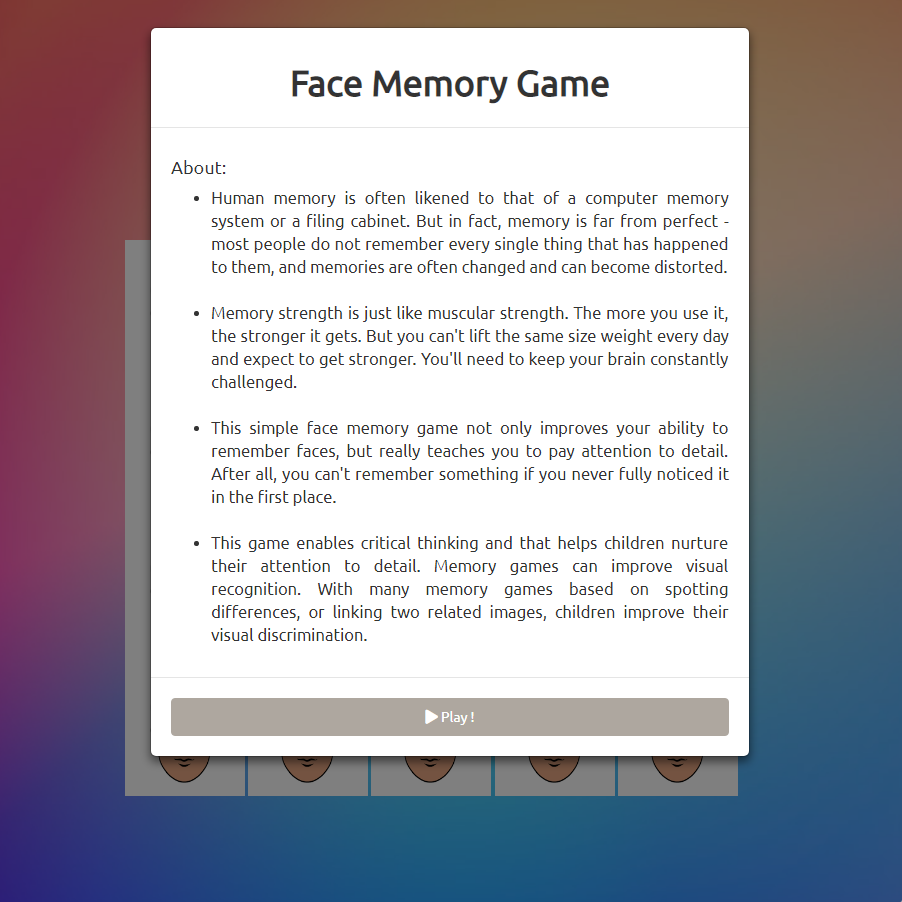 Face Memory Game
About:
Human memory is often likened to that of a computer memory
system or a filing cabinet. But in fact, memory is far from perfect -
most people do not remember every single thing that has happened
to them, and memories are often changed and can become distorted.
Memory strength is just like muscular strength. The more you use it,
the stronger it gets. But you can't lift the same size weight every day
and expect to get stronger. You'll need to keep your brain constantly
challenged.
This simple face memory game not only improves your ability to
remember faces, but really teaches you to pay attention to detail.
After all, you can't remember something if you never fully noticed it
in the first place.
This game enables critical thinking and that helps children nurture
their attention to detail. Memory games can improve visual
recognition. With many memory games based on spotting
differences, or linking two related images, children improve their
visual discrimination.
Play !